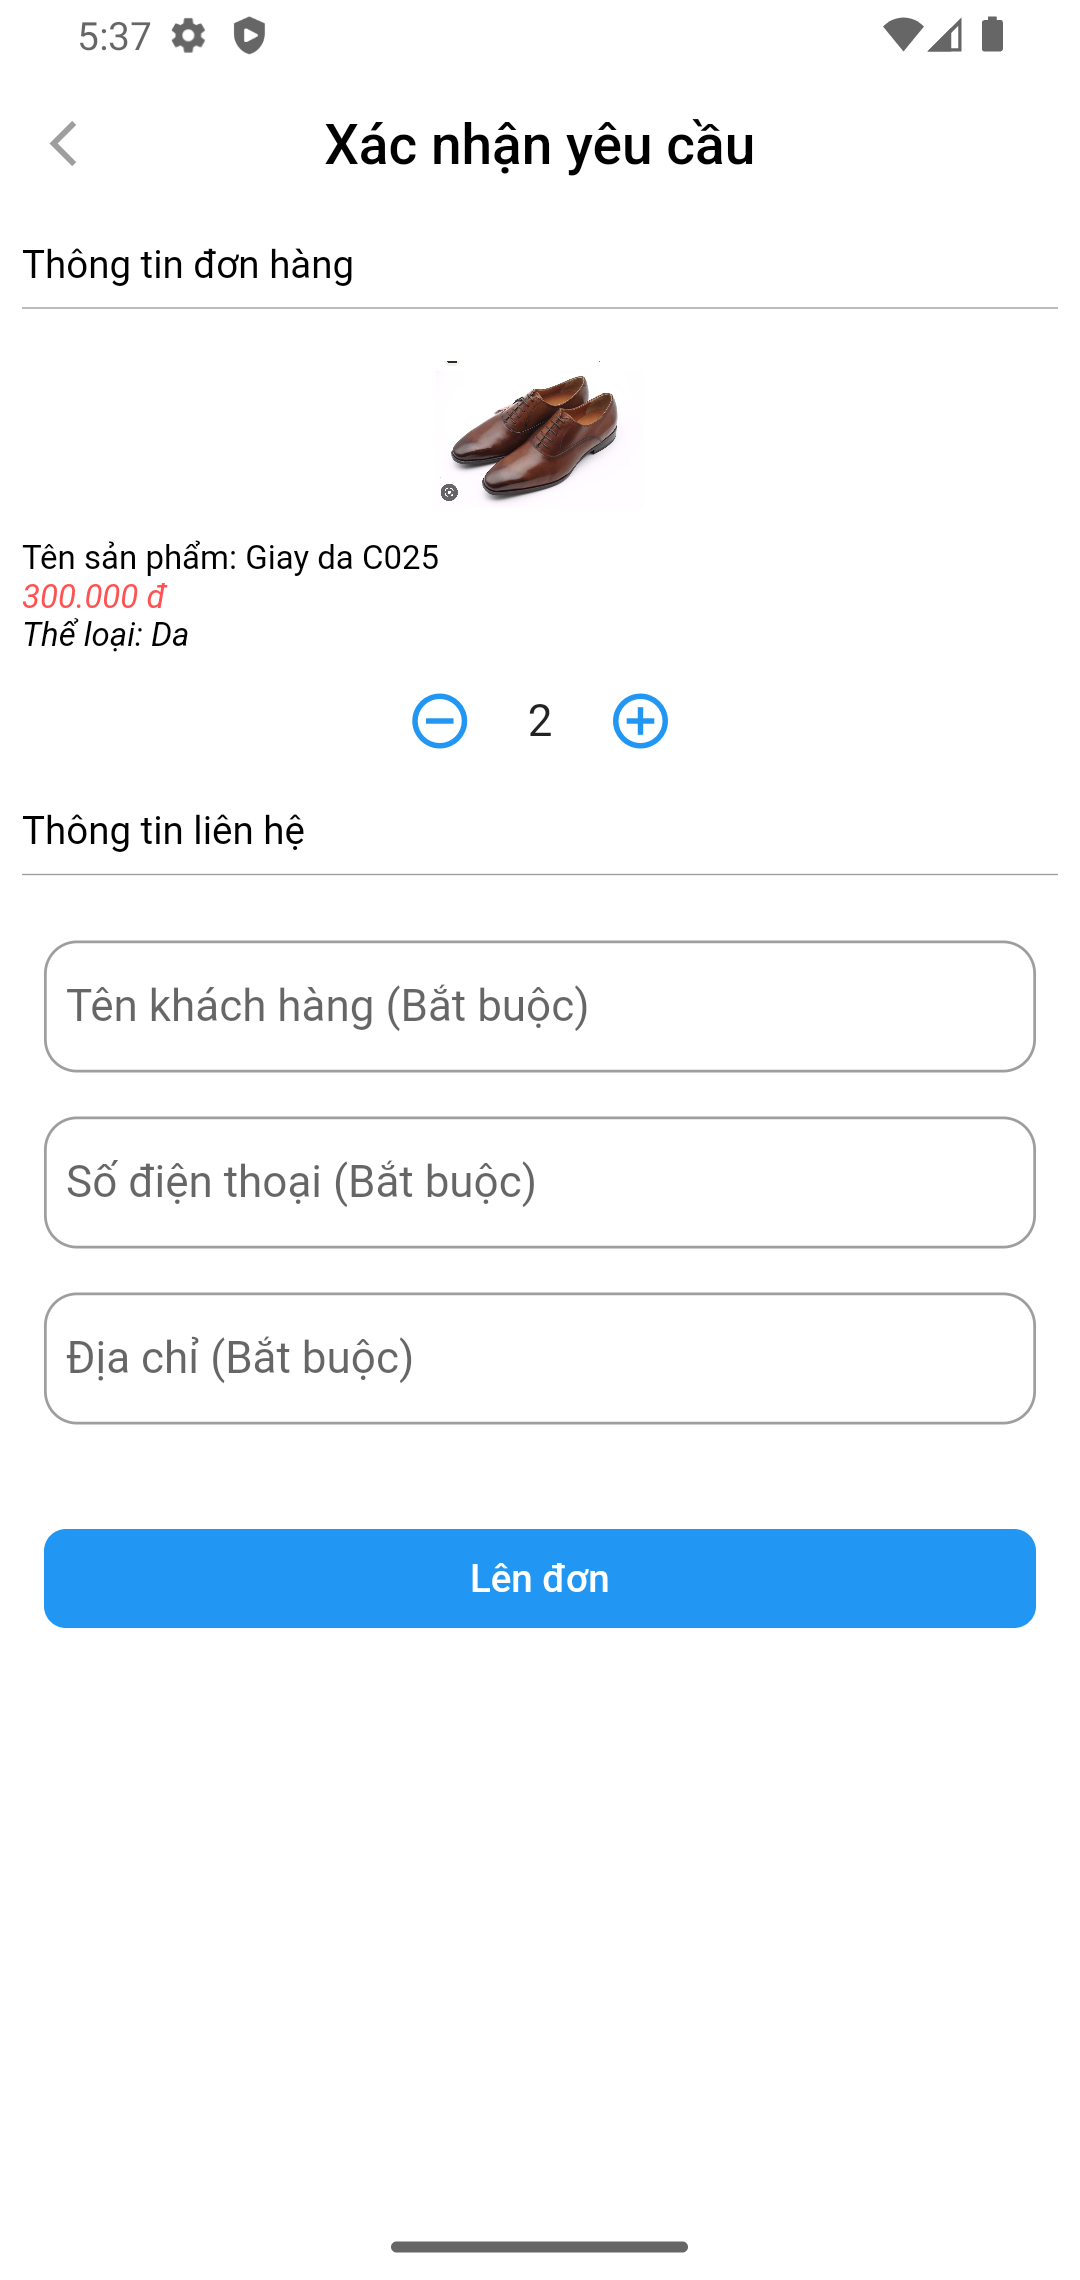 5:37
Xác nhận yêu cầu
Thông tin đơn hàng
Tên sản phẩm: Giay da C025
300.000 đ
Thể loại: Da
2
Thông tin liên hệ
Tên khách hàng (Bắt buộc)
Số điện thoại (Bắt buộc)
Địa chỉ (Bắt buộc)
Lên đơn